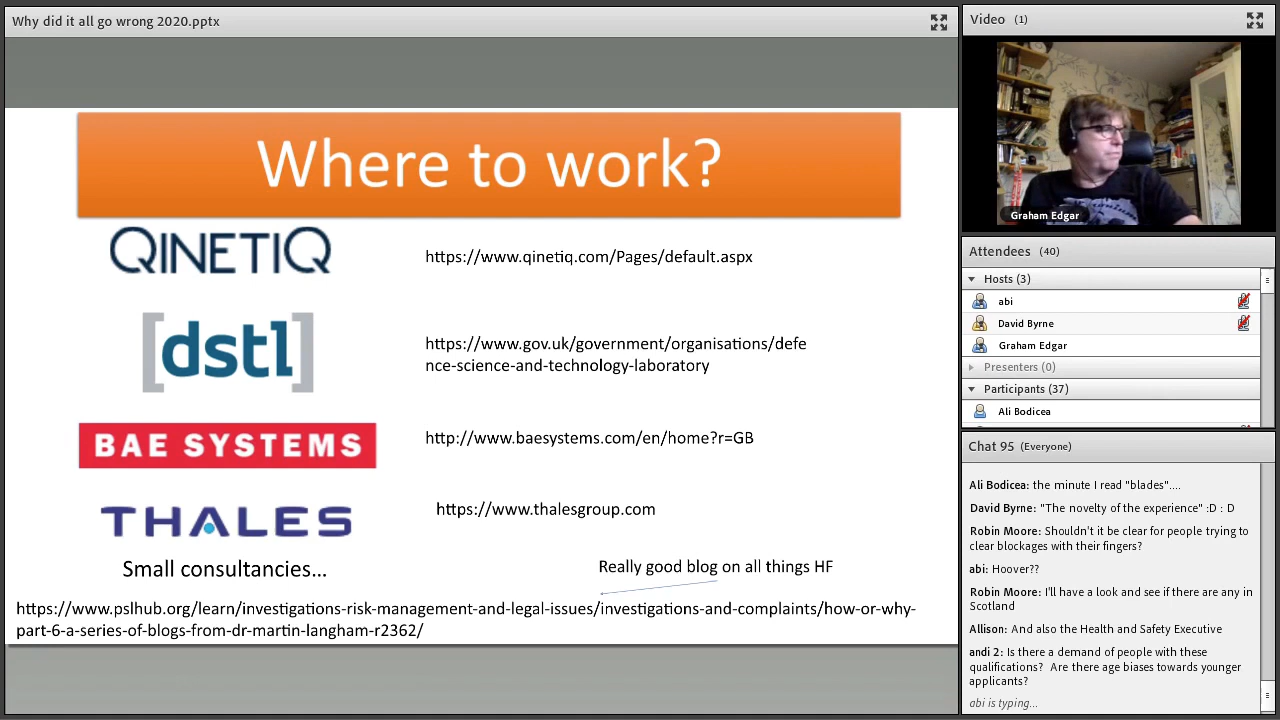 Why did it all go wrong 2020.pptx
Where to work?
QINETIQ
https://www.qinetiq.com/Pages/default.aspx
[dstl]
https://www.gov.uk/government/organisations/defe
nce-science-and-technology-laboratory
BAE SYSTEMS
http://www.baesystems.com/en/home?r=GB
THALES
https://www.thalesgroup.com
Small consultancies...
Really good blog on all things HF
https://www.pslhub.org/learn/investigations-risk-management-and-legal-issues/investigations-and-complaints/how-or-why-
part-6-a-series-of-blogs-from-dr-martin-langham-r2362/
Video (1)
Graham Edgar
Attendees (40)
Hosts (3)
abi
David Byrne
Graham Edgar
Presenters (0)
Participants (37)
Ali Bodicea
Chat 95 (Everyone)
Ali Bodicea: the minute I read "blades"....
David Byrne: "The novelty of the experience" :D : D
Robin Moore: Shouldn't it be clear for people trying to
clear blockages with their fingers?
abi: Hoover??
Robin Moore: I'll have a look and see if there are any in
Scotland
Allison: And also the Health and Safety Executive
andi 2: Is there a demand of people with these
qualifications? Are there age biases towards younger
applicants?
abi is typing...